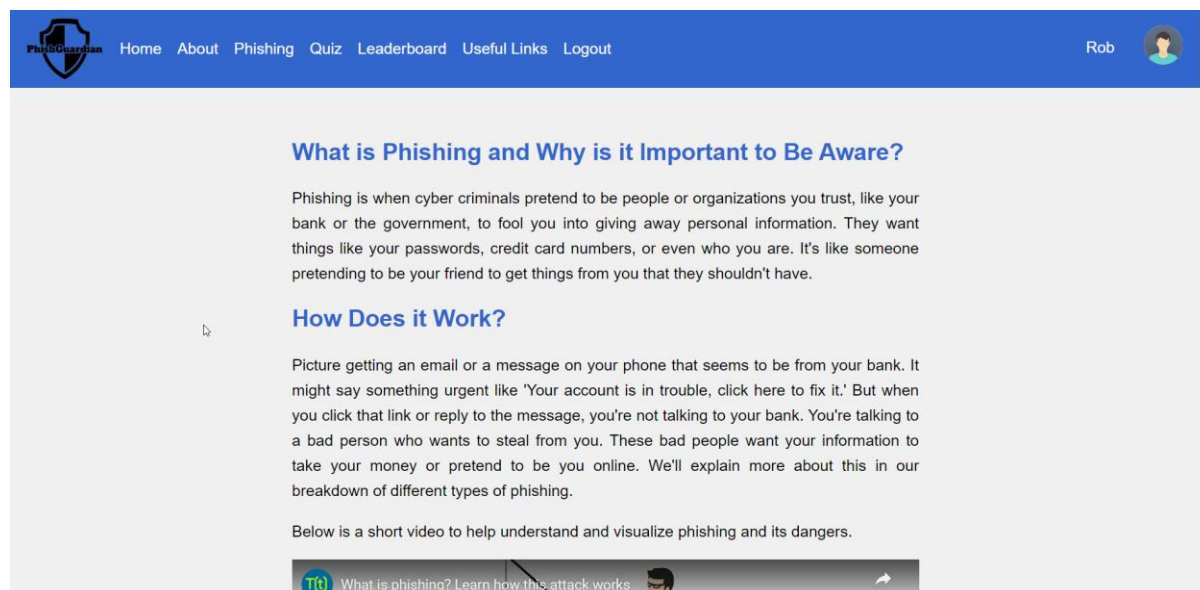 PhishGuardian
Home About Phishing Quiz Leaderboard Useful Links Logout
Rob
What is Phishing and Why is it Important to Be Aware?
Phishing is when cyber criminals pretend to be people or organizations you trust, like your
bank or the government, to fool you into giving away personal information. They want
things like your passwords, credit card numbers, or even who you are. It's like someone
pretending to be your friend to get things from you that they shouldn't have.
How Does it Work?
Picture getting an email or a message on your phone that seems to be from your bank. It
might say something urgent like 'Your account is in trouble, click here to fix it.' But when
you click that link or reply to the message, you're not talking to your bank. You're talking to
a bad person who wants to steal from you. These bad people want your information to
take your money or pretend to be you online. We'll explain more about this in our
breakdown of different types of phishing.
Below is a short video to help understand and visualize phishing and its dangers.
T(t) What is phishing? Learn how this attack works